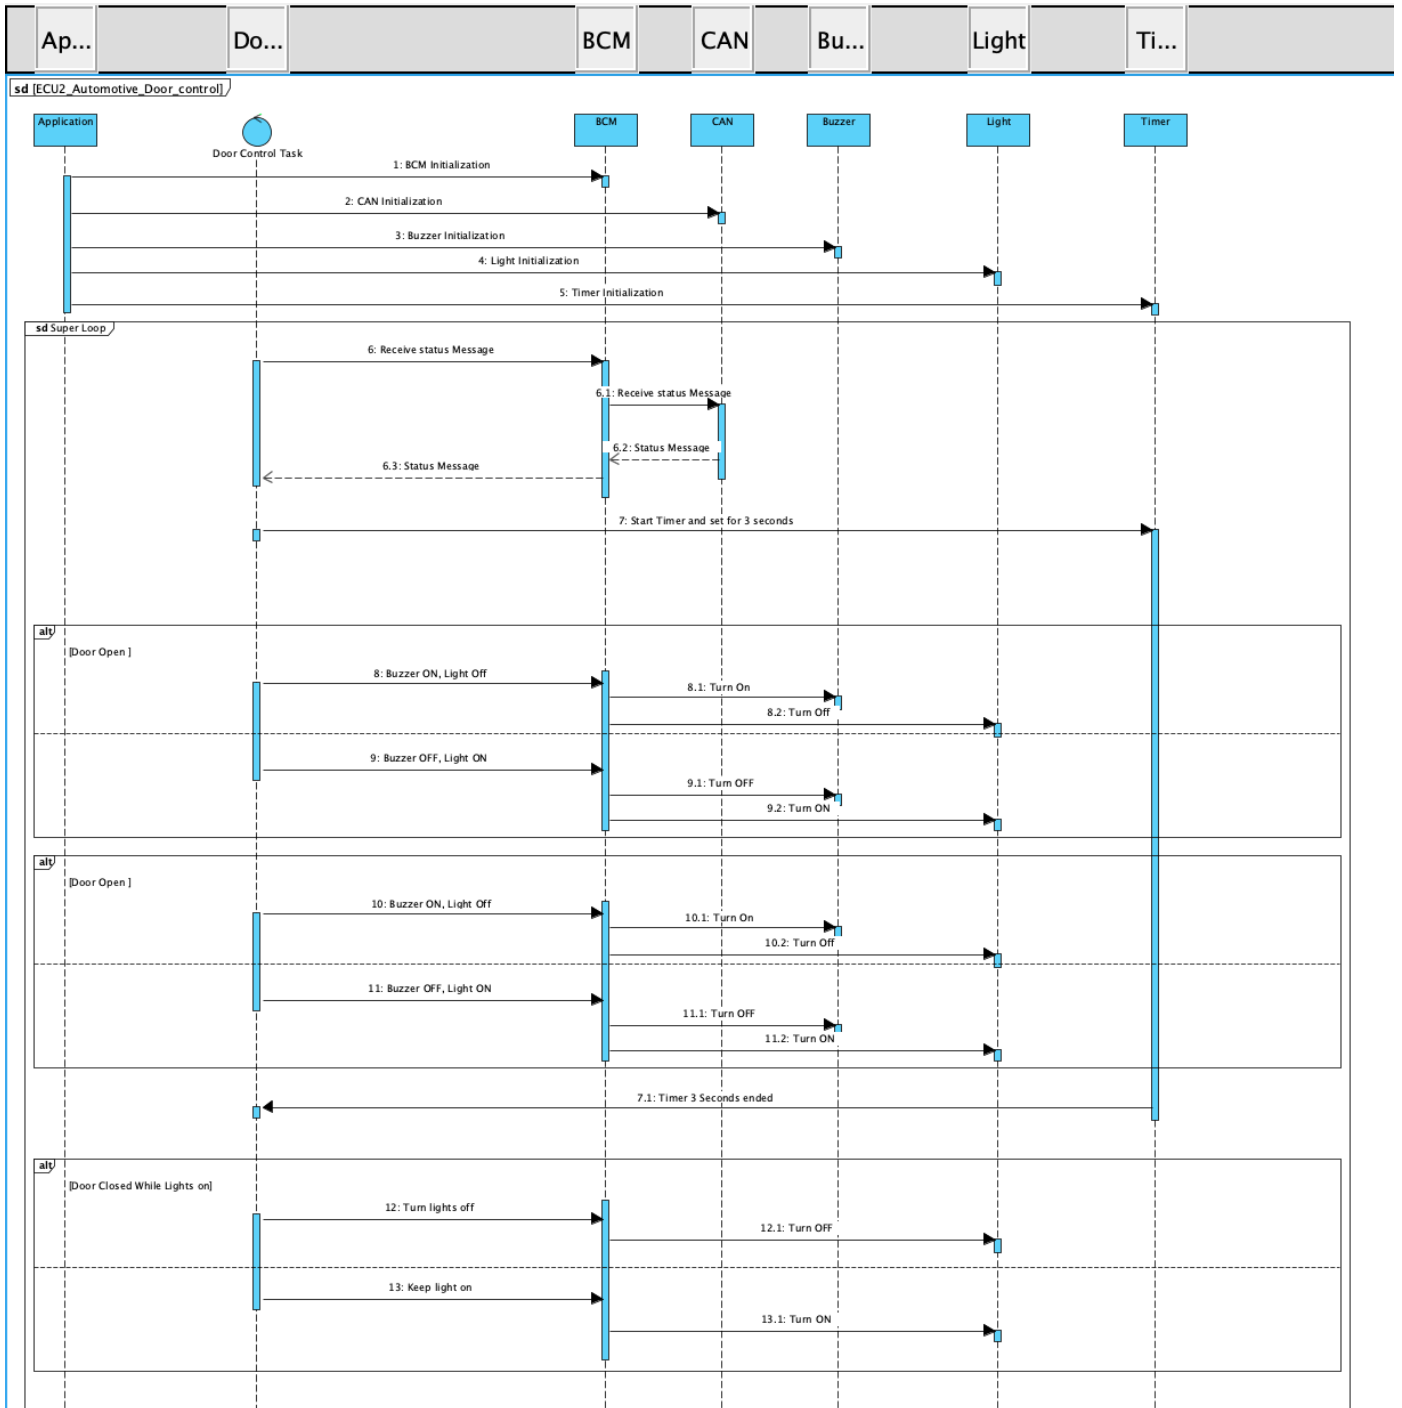 Ap...
Do...
BCM
CAN
Bu...
Light
Ti...
sd [ECU2_Automotive_Door_control]
Application
Door Control Task
BCM
CAN
Buzzer
Light
Timer
1: BCM Initialization
2: CAN Initialization
3: Buzzer Initialization
4: Light Initialization
5: Timer Initialization
sd Super Loop
6: Receive status Message
6.1: Receive status Message
6.2: Status Message
6.3: Status Message
7: Start Timer and set for 3 seconds
alt
[Door Open ]
8: Buzzer ON, Light Off
8.1: Turn On
8.2: Turn Off
9: Buzzer OFF, Light ON
9.1: Turn OFF
9.2: Turn ON
alt
[Door Open ]
10: Buzzer ON, Light Off
10.1: Turn On
10.2: Turn Off
11: Buzzer OFF, Light ON
11.1: Turn OFF
11.2: Turn ON
7.1: Timer 3 Seconds ended
alt
[Door Closed While Lights on]
12: Turn lights off
12.1: Turn OFF
13: Keep light on
13.1: Turn ON